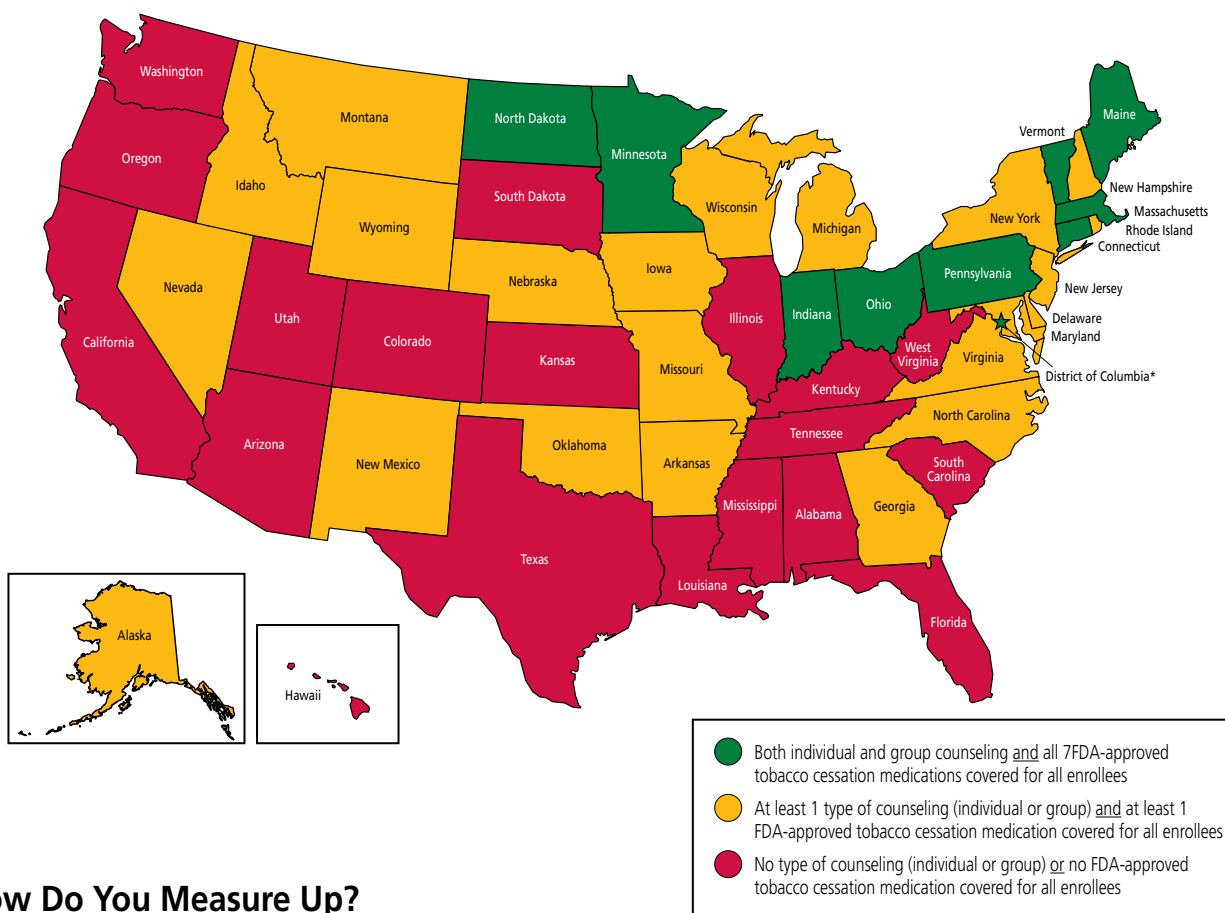 Washington
Oregon
California
Nevada
Idaho
Montana
Wyoming
Utah
Arizona
Colorado
New Mexico
North Dakota
South Dakota
Nebraska
Kansas
Oklahoma
Texas
Minnesota
Iowa
Missouri
Arkansas
Louisiana
Wisconsin
Illinois
Michigan
Indiana
Ohio
Kentucky
Tennessee
Mississippi
Alabama
Georgia
Florida
South
Carolina
North Carolina
Virginia
West
Virginia
Pennsylvania
New York
Vermont
Maine
New Hampshire
Massachusetts
Rhode Island
Connecticut
New Jersey
Delaware
Maryland
District of Columbia*
Alaska
Hawaii
Both individual and group counseling and all 7FDA-approved
tobacco cessation medications covered for all enrollees
At least 1 type of counseling (individual or group) and at least 1
FDA-approved tobacco cessation medication covered for all enrollees
No type of counseling (individual or group) or no FDA-approved
tobacco cessation medication covered for all enrollees
ow Do You Measure Up?